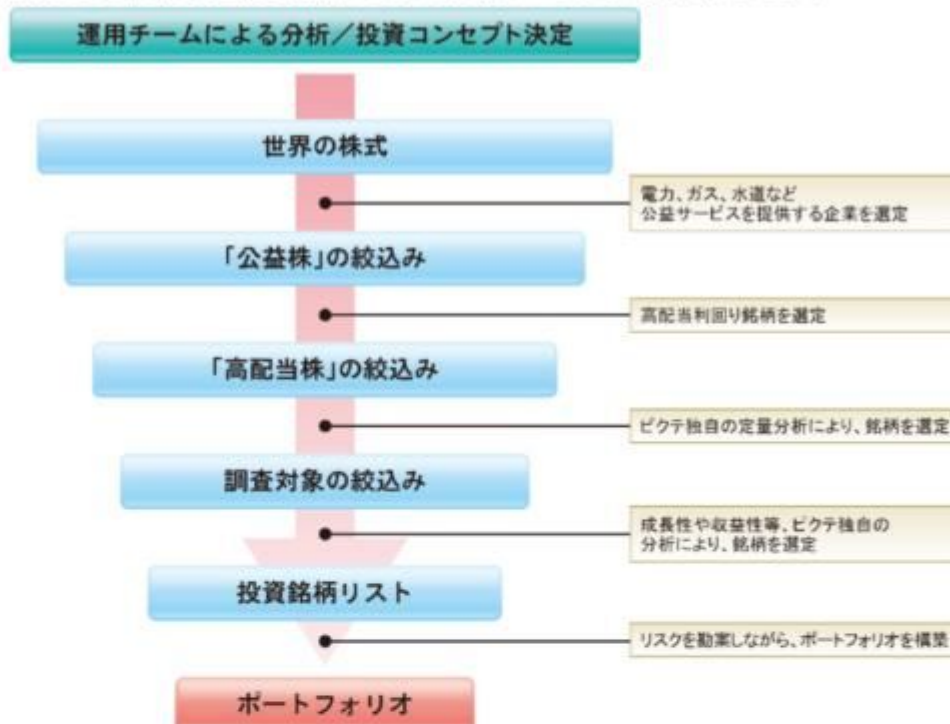 運用チームによる分析／投資コンセプト決定
世界の株式
電力、ガス、水道など
公益サービスを提供する企業を選定
「公益株」の絞込み
高配当利回り銘柄を選定
「高配当株」の絞込み
ピクテ独自の定量分析により、銘柄を選定
調査対象の絞込み
成長性や収益性等、ピクテ独自の
分析により、銘柄を選定
投資銘柄リスト
リスクを勘案しながら、ポートフォリオを構築
ポートフォリオ